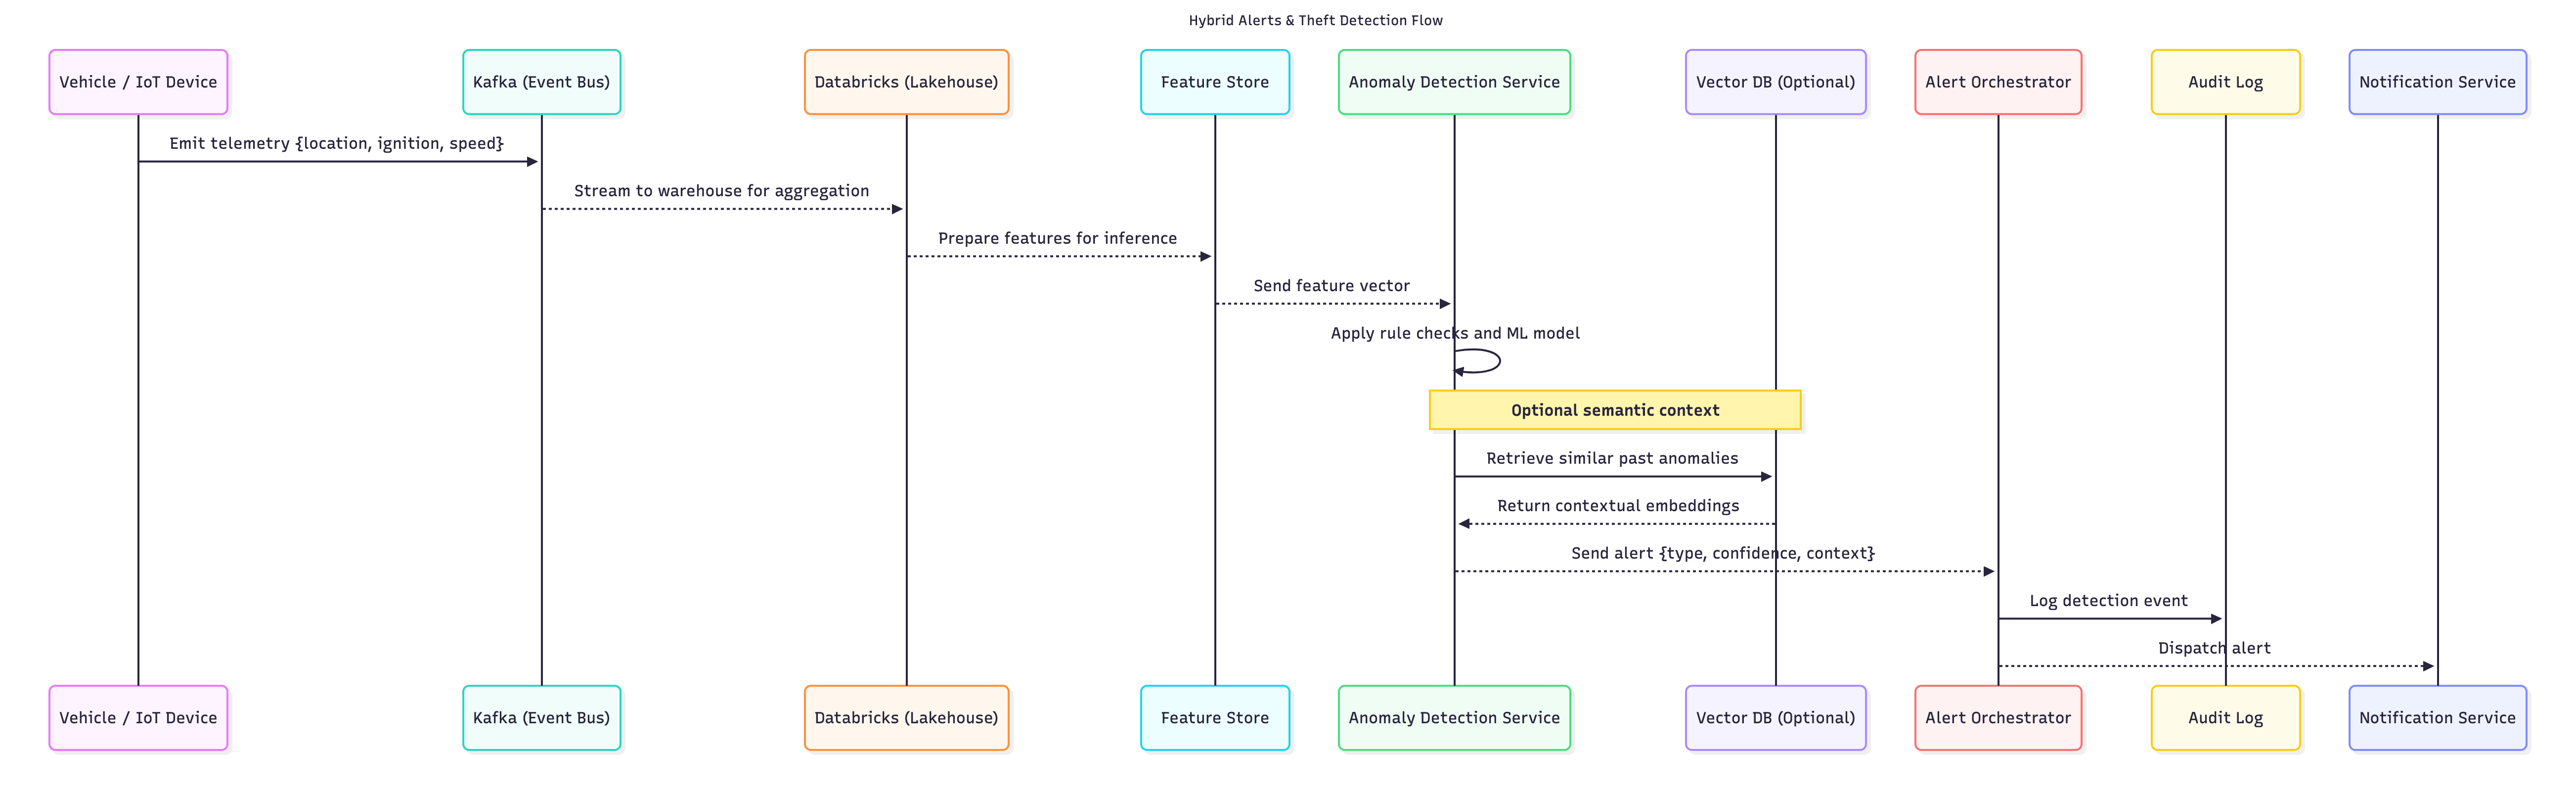 Hybrid Alerts & Theft Detection Flow
Vehicle / IoT Device
Kafka (Event Bus)
Databricks (Lakehouse)
Feature Store
Anomaly Detection Service
Vector DB (Optional)
Alert Orchestrator
Audit Log
Notification Service
Emit telemetry {location, ignition, speed}
Stream to warehouse for aggregation
Prepare features for inference
Send feature vector
Apply rule checks and ML model
Optional semantic context
Retrieve similar past anomalies
Return contextual embeddings
Send alert {type, confidence, context}
Log detection event
Dispatch alert
Vehicle / IoT Device
Kafka (Event Bus)
Databricks (Lakehouse)
Feature Store
Anomaly Detection Service
Vector DB (Optional)
Alert Orchestrator
Audit Log
Notification Service